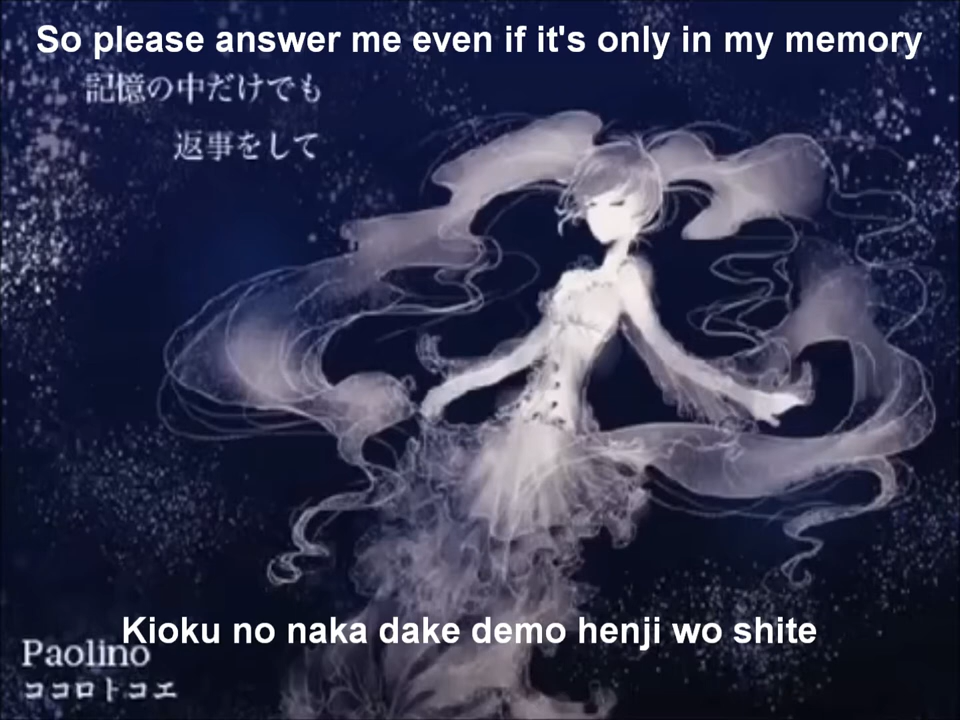 So please answer me even if it's only in my memory
記憶の中だけでも
返事をして
Kioku no naka dake demo henji wo shite
Paolino
ココロトコエ